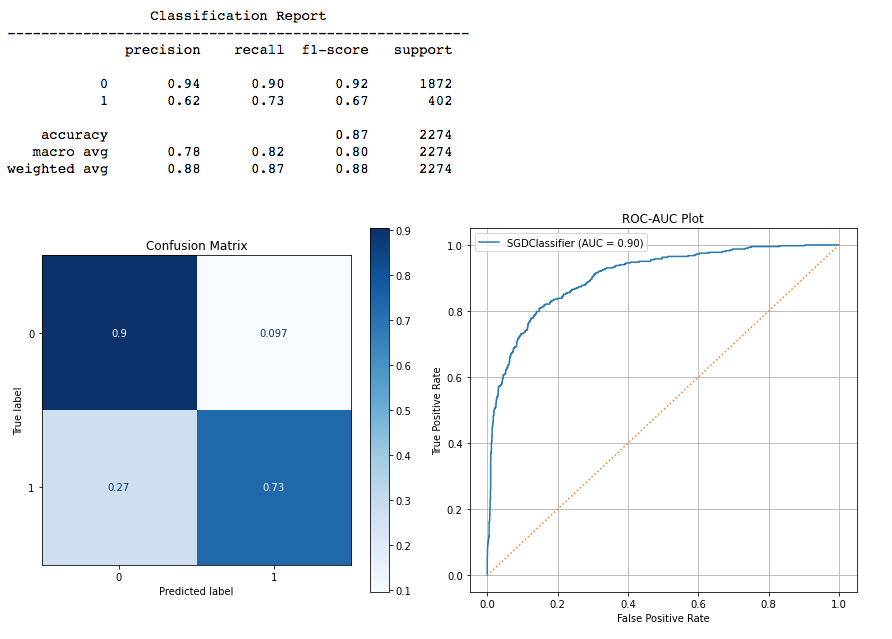 Classification Report
-------------------------------------------------------
precision recall f1-score support
0 0.94 0.90 0.92 1872
1 0.62 0.73 0.67 402
accuracy 0.87 2274
macro avg 0.78 0.82 0.80 2274
weighted avg 0.88 0.87 0.88 2274
Confusion Matrix
True label
0
1
0.9 0.097
0.27 0.73
0 1
Predicted label
0.9
0.8
0.7
0.6
0.5
0.4
0.3
0.2
0.1
ROC-AUC Plot
SGDClassifier (AUC = 0.90)
True Positive Rate
1.0
0.8
0.6
0.4
0.2
0.0
0.0 0.2 0.4 0.6 0.8 1.0
False Positive Rate